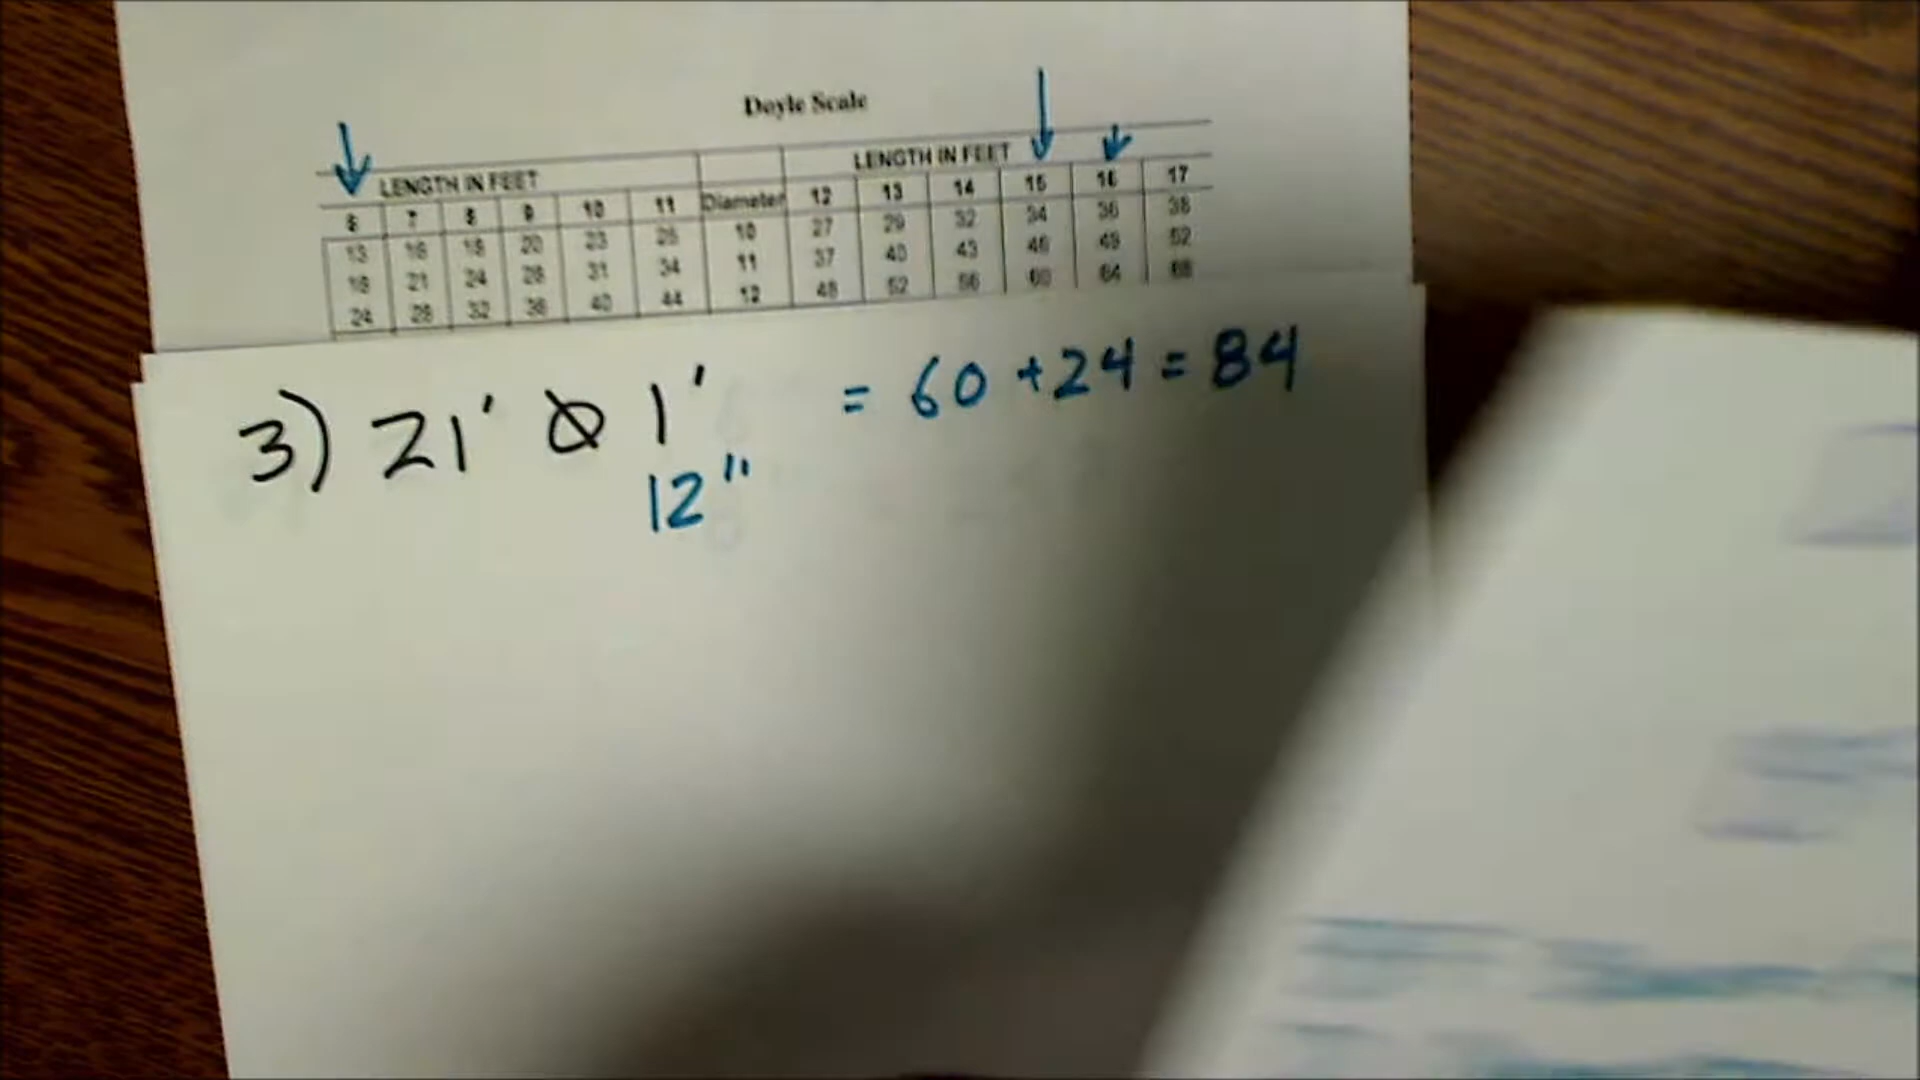 Doyle Scale
LENGTH IN FEET LENGTH IN FEET
6 7 8 9 10 11 Diameter 12 13 14 15 16 17
13 16 18 20 23 25 10 27 29 32 34 36 38
18 21 24 28 31 34 11 37 40 43 46 49 52
24 28 32 36 40 44 12 48 52 56 60 64 68
3) 21' ⦰ 1' = 60 + 24 = 84
12"